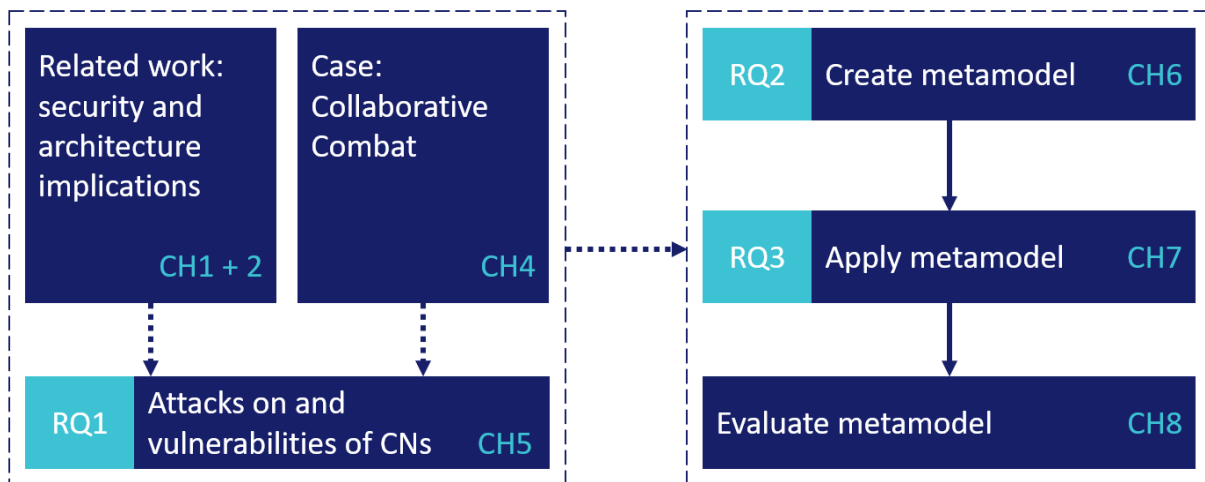 Related work:
security and
architecture
implications
CH1 + 2
Case:
Collaborative
Combat
CH4
RQ1
Attacks on and
vulnerabilities of CNs
CH5
RQ2
Create metamodel
CH6
RQ3
Apply metamodel
CH7
Evaluate metamodel
CH8